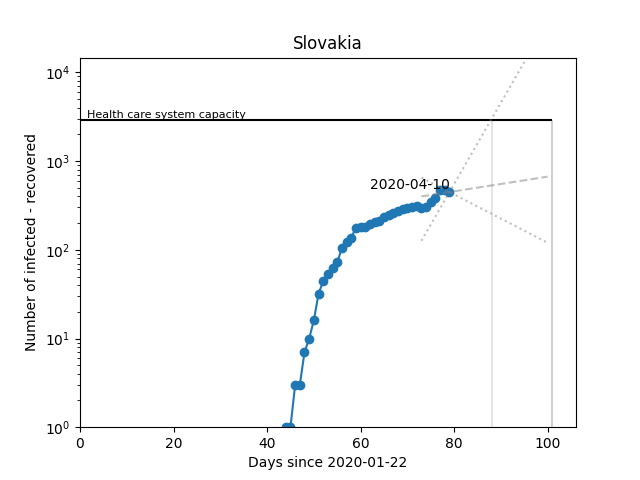 Slovakia
Number of infected - recovered
10⁴
10³
10²
10¹
10⁰
Health care system capacity
2020-04-10
0 20 40 60 80 100
Days since 2020-01-22